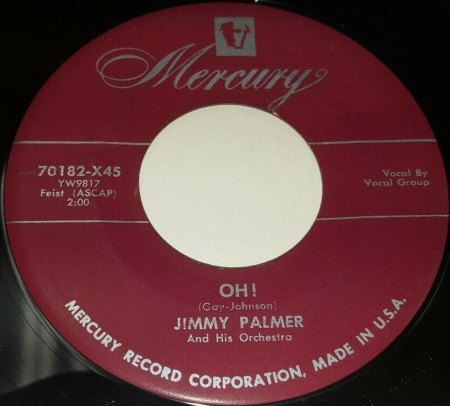 Mercury
70182-X45
YW9817
Feist (ASCAP)
2:00
Vocal By
Vocal Group
OH!
(Gay-Johnson)
JIMMY PALMER
And His Orchestra
MERCURY RECORD CORPORATION, MADE IN U.S.A.